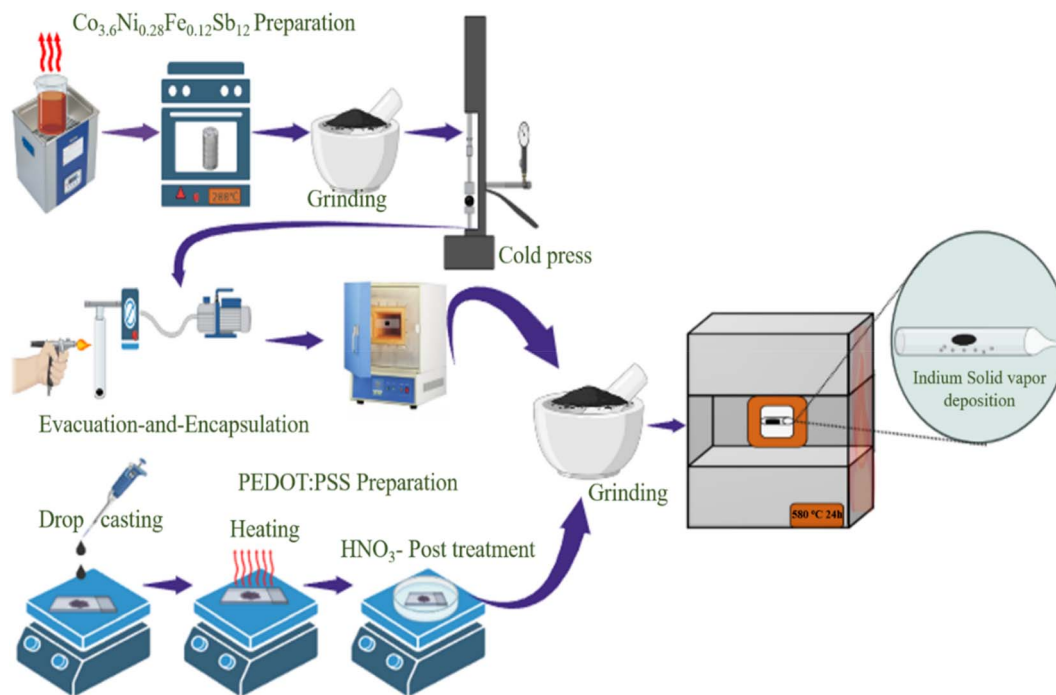 Co₃.₆Ni₀.₂₈Fe₀.₁₂Sb₁₂ Preparation
208°C
Grinding
Cold press
Evacuation-and-Encapsulation
Indium Solid vapor
deposition
PEDOT:PSS Preparation
Drop casting
Heating
HNO₃- Post treatment
Grinding
580 °C 24h